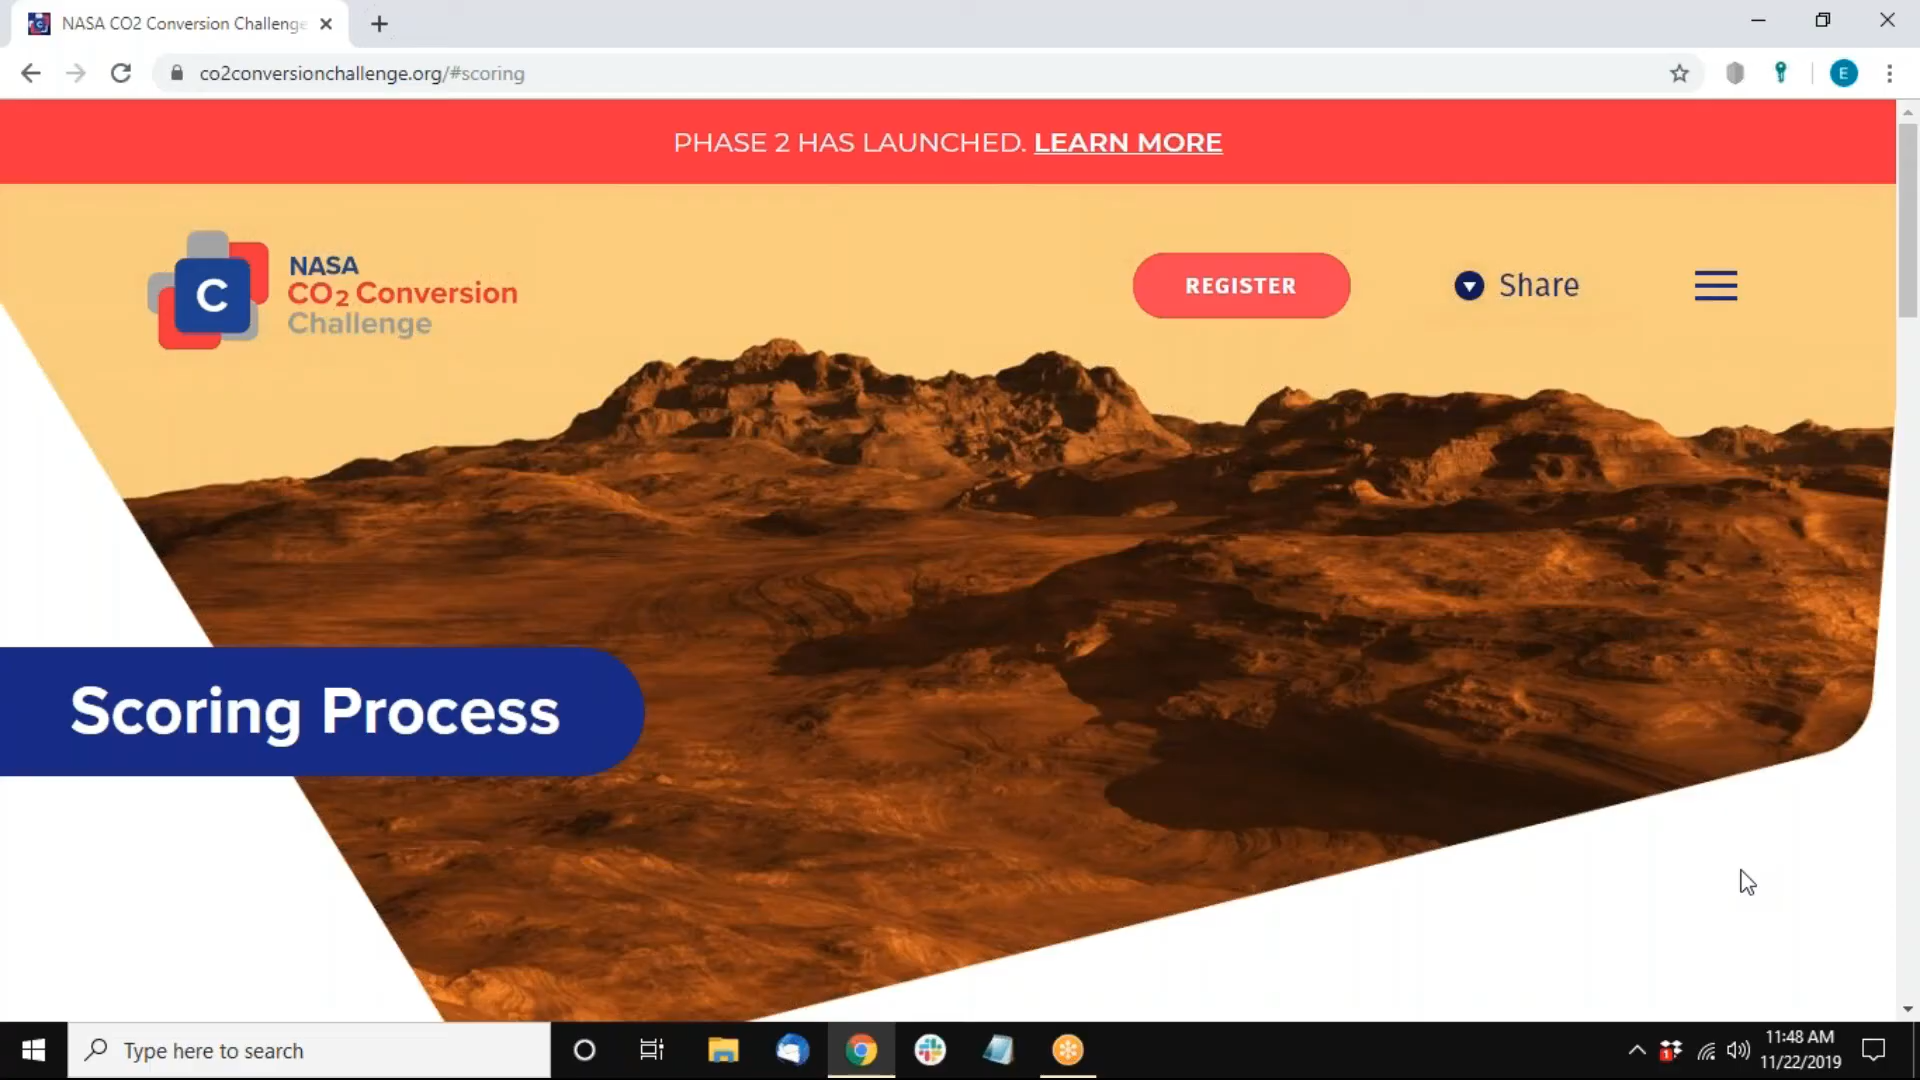 NASA CO2 Conversion Challenge
co2conversionchallenge.org/#scoring
E
PHASE 2 HAS LAUNCHED. LEARN MORE
C
NASA
CO2 Conversion
Challenge
REGISTER
Share
Scoring Process
Type here to search
1
11:48 AM
11/22/2019